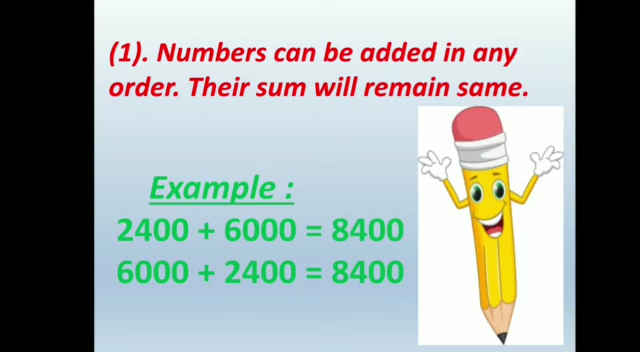 (1). Numbers can be added in any
order. Their sum will remain same.
Example :
2400 + 6000 = 8400
6000 + 2400 = 8400